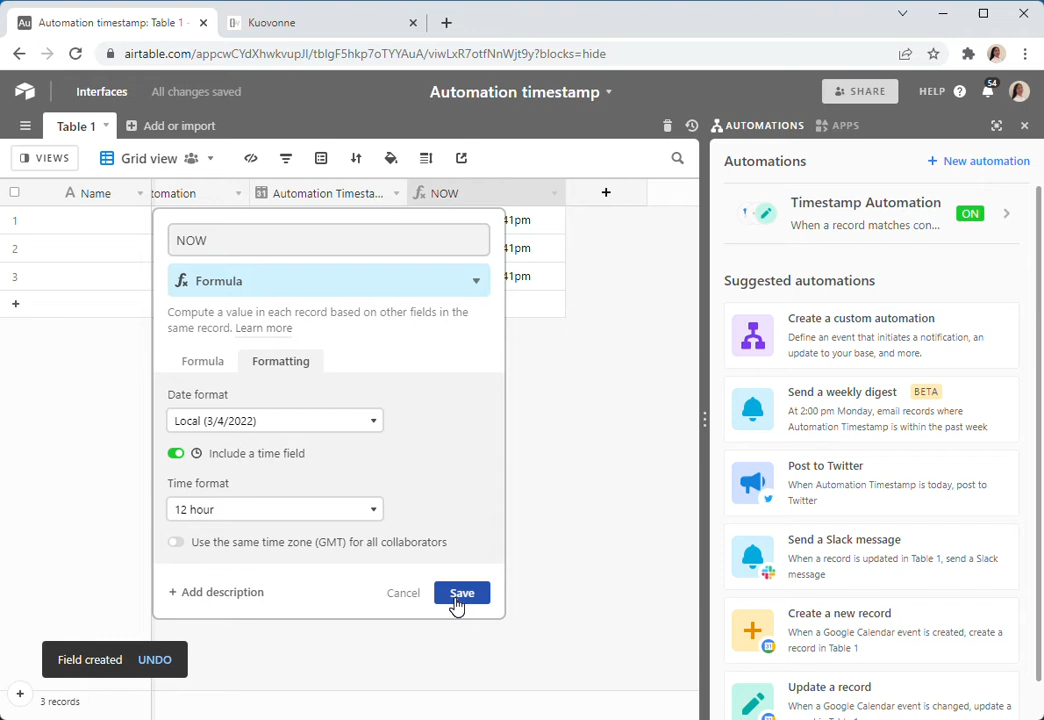 Automation timestamp: Table 1 -
Kuovonne
airtable.com/appcwCYdXhwkvupJl/tblgF5hkp7oTYYAuA/viwLxR7otfNnWjt9y?blocks=hide
Interfaces
All changes saved
Automation timestamp
SHARE
HELP
54
Table 1
Add or import
AUTOMATIONS
APPS
VIEWS
Grid view
Automations
+ New automation
A Name
tomation
Automation Timesta...
NOW
1
41pm
2
41pm
3
41pm
+
NOW
Formula
Compute a value in each record based on other fields in the
same record. Learn more
Formula
Formatting
Date format
Local (3/4/2022)
Include a time field
Time format
12 hour
Use the same time zone (GMT) for all collaborators
+ Add description
Cancel
Save
Field created
UNDO
+
3 records
Timestamp Automation
When a record matches con...
ON
Suggested automations
Create a custom automation
Define an event that initiates a notification, an
update to your base, and more.
Send a weekly digest
BETA
At 2:00 pm Monday, email records where
Automation Timestamp is within the past week
Post to Twitter
When Automation Timestamp is today, post to
Twitter
Send a Slack message
When a record is updated in Table 1, send a Slack
message
Create a new record
When a Google Calendar event is created, create a
record in Table 1
Update a record
When a Google Calendar event is changed, update a